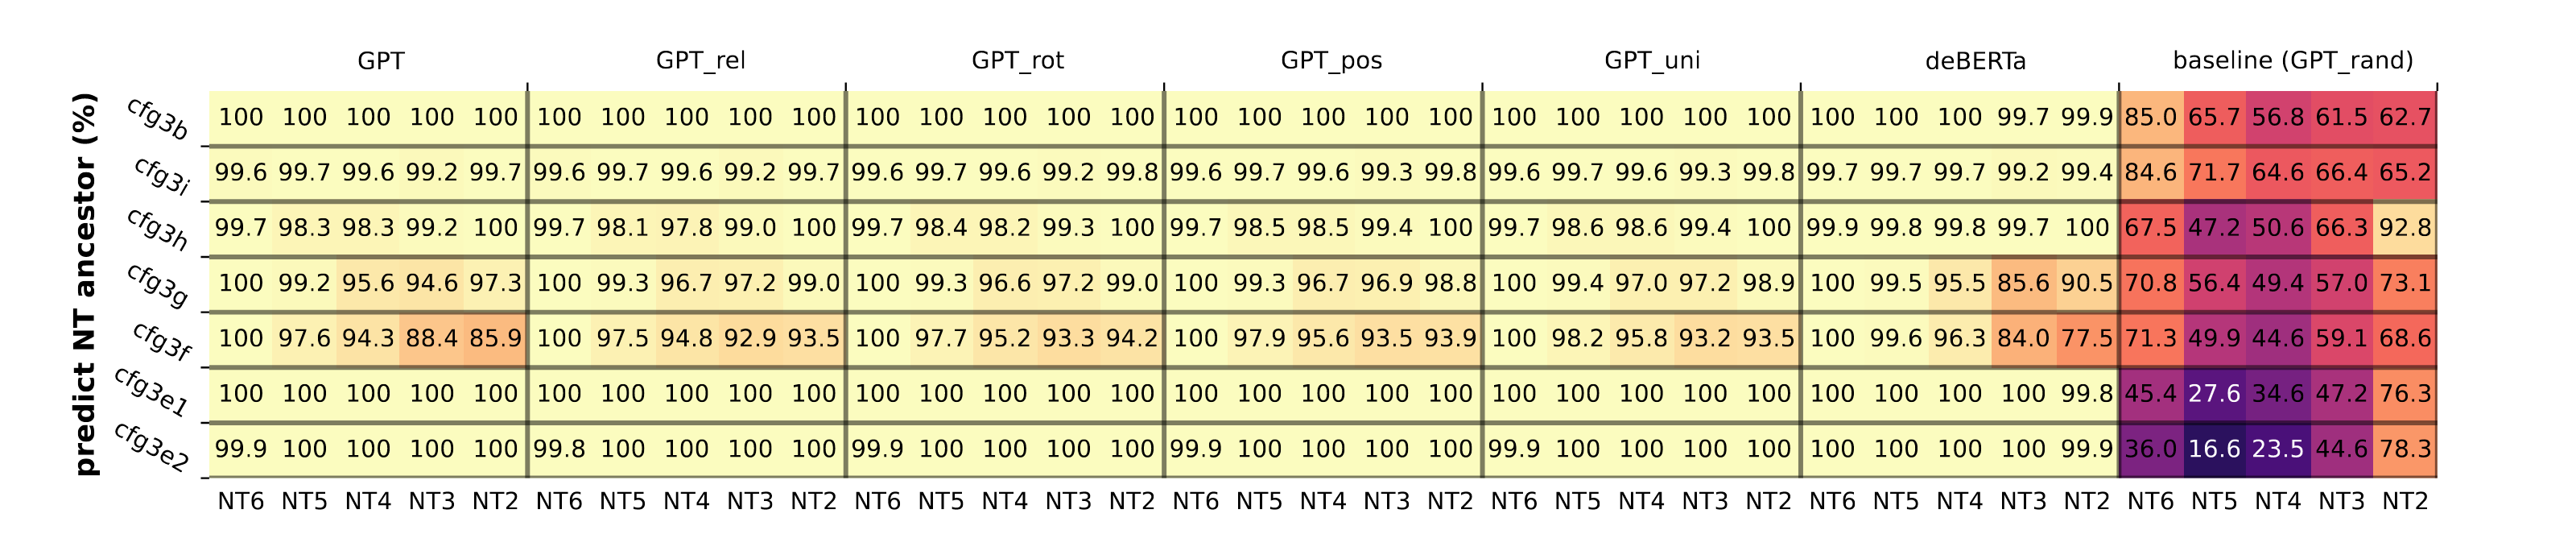 GPT GPT_rel GPT_rot GPT_pos GPT_uni deBERTa baseline (GPT_rand)
predict NT ancestor (%)
cfg3b 100 100 100 100 100 100 100 100 100 100 100 100 100 100 100 100 100 100 100 100 100 100 100 100 100 100 100 100 99.7 99.9 85.0 65.7 56.8 61.5 62.7
cfg3i 99.6 99.7 99.6 99.2 99.7 99.6 99.7 99.6 99.2 99.7 99.6 99.7 99.6 99.2 99.8 99.6 99.7 99.6 99.3 99.8 99.6 99.7 99.6 99.3 99.8 99.7 99.7 99.7 99.2 99.4 84.6 71.7 64.6 66.4 65.2
cfg3h 99.7 98.3 98.3 99.2 100 99.7 98.1 97.8 99.0 100 99.7 98.4 98.2 99.3 100 99.7 98.5 98.5 99.4 100 99.7 98.6 98.6 99.4 100 99.9 99.8 99.8 99.7 100 67.5 47.2 50.6 66.3 92.8
cfg3g 100 99.2 95.6 94.6 97.3 100 99.3 96.7 97.2 99.0 100 99.3 96.6 97.2 99.0 100 99.3 96.7 96.9 98.8 100 99.4 97.0 97.2 98.9 100 99.5 95.5 85.6 90.5 70.8 56.4 49.4 57.0 73.1
cfg3f 100 97.6 94.3 88.4 85.9 100 97.5 94.8 92.9 93.5 100 97.7 95.2 93.3 94.2 100 97.9 95.6 93.5 93.9 100 98.2 95.8 93.2 93.5 100 99.6 96.3 84.0 77.5 71.3 49.9 44.6 59.1 68.6
cfg3e1 100 100 100 100 100 100 100 100 100 100 100 100 100 100 100 100 100 100 100 100 100 100 100 100 100 100 100 100 100 99.8 45.4 27.6 34.6 47.2 76.3
cfg3e2 99.9 100 100 100 100 99.8 100 100 100 100 99.9 100 100 100 100 99.9 100 100 100 100 99.9 100 100 100 100 100 100 100 100 99.9 36.0 16.6 23.5 44.6 78.3
NT6 NT5 NT4 NT3 NT2 NT6 NT5 NT4 NT3 NT2 NT6 NT5 NT4 NT3 NT2 NT6 NT5 NT4 NT3 NT2 NT6 NT5 NT4 NT3 NT2 NT6 NT5 NT4 NT3 NT2 NT6 NT5 NT4 NT3 NT2